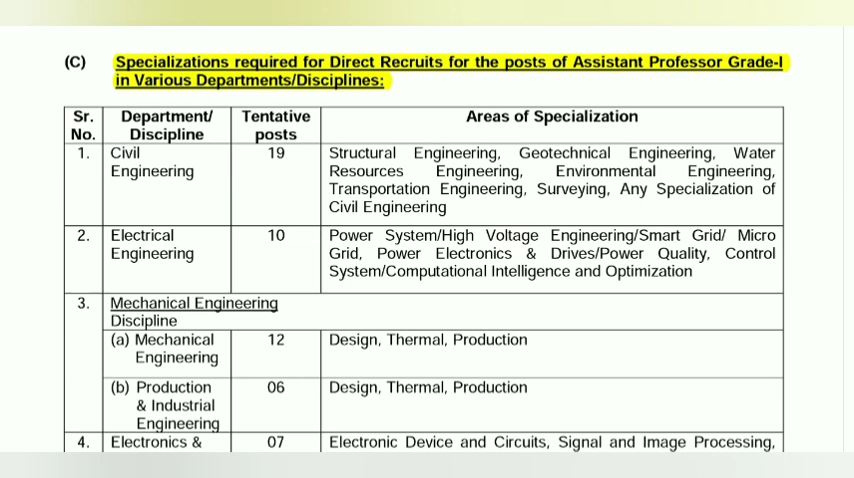 (C) Specializations required for Direct Recruits for the posts of Assistant Professor Grade-I
in Various Departments/Disciplines:
Sr. No. Department/ Discipline Tentative posts Areas of Specialization
1. Civil Engineering 19 Structural Engineering, Geotechnical Engineering, Water
Resources Engineering, Environmental Engineering,
Transportation Engineering, Surveying, Any Specialization of
Civil Engineering
2. Electrical Engineering 10 Power System/High Voltage Engineering/Smart Grid/ Micro
Grid, Power Electronics & Drives/Power Quality, Control
System/Computational Intelligence and Optimization
3. Mechanical Engineering
Discipline
(a) Mechanical Engineering 12 Design, Thermal, Production
(b) Production & Industrial Engineering 06 Design, Thermal, Production
4. Electronics & 07 Electronic Device and Circuits, Signal and Image Processing,